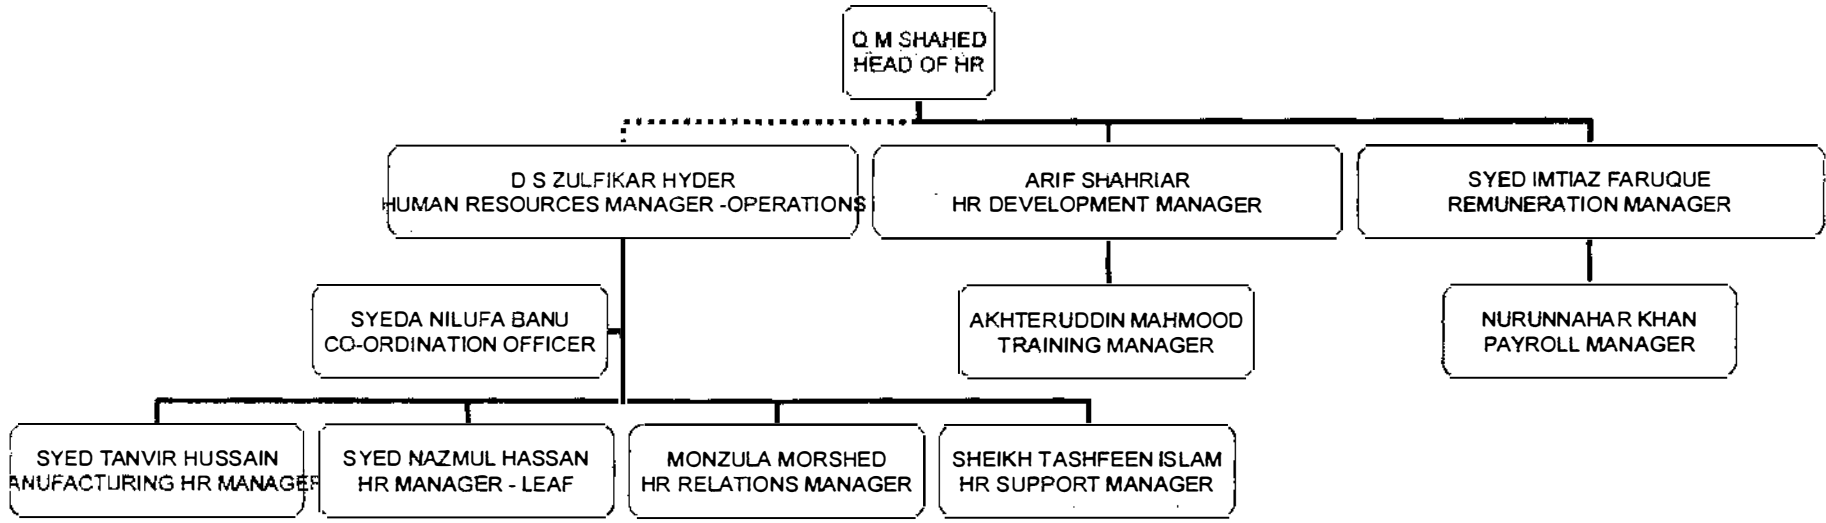 Q M SHAHED
HEAD OF HR
D S ZULFIKAR HYDER
HUMAN RESOURCES MANAGER -OPERATIONS
ARIF SHAHRIAR
HR DEVELOPMENT MANAGER
SYED IMTIAZ FARUQUE
REMUNERATION MANAGER
SYEDA NILUFA BANU
CO-ORDINATION OFFICER
AKHTERUDDIN MAHMOOD
TRAINING MANAGER
NURUNNAHAR KHAN
PAYROLL MANAGER
SYED TANVIR HUSSAIN
ANUFACTURING HR MANAGER
SYED NAZMUL HASSAN
HR MANAGER - LEAF
MONZULA MORSHED
HR RELATIONS MANAGER
SHEIKH TASHFEEN ISLAM
HR SUPPORT MANAGER